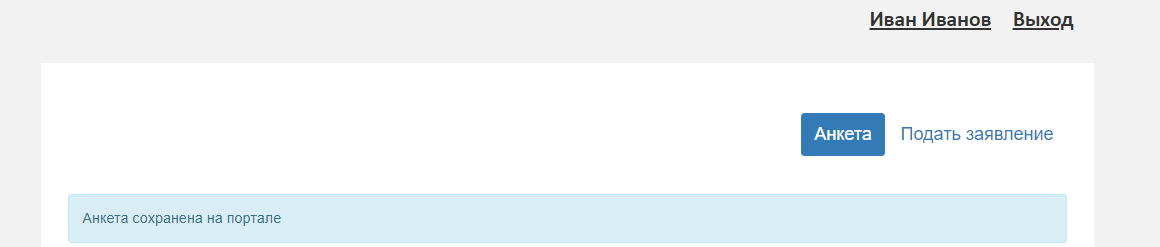 Иван Иванов Выход
Анкета Подать заявление
Анкета сохранена на портале